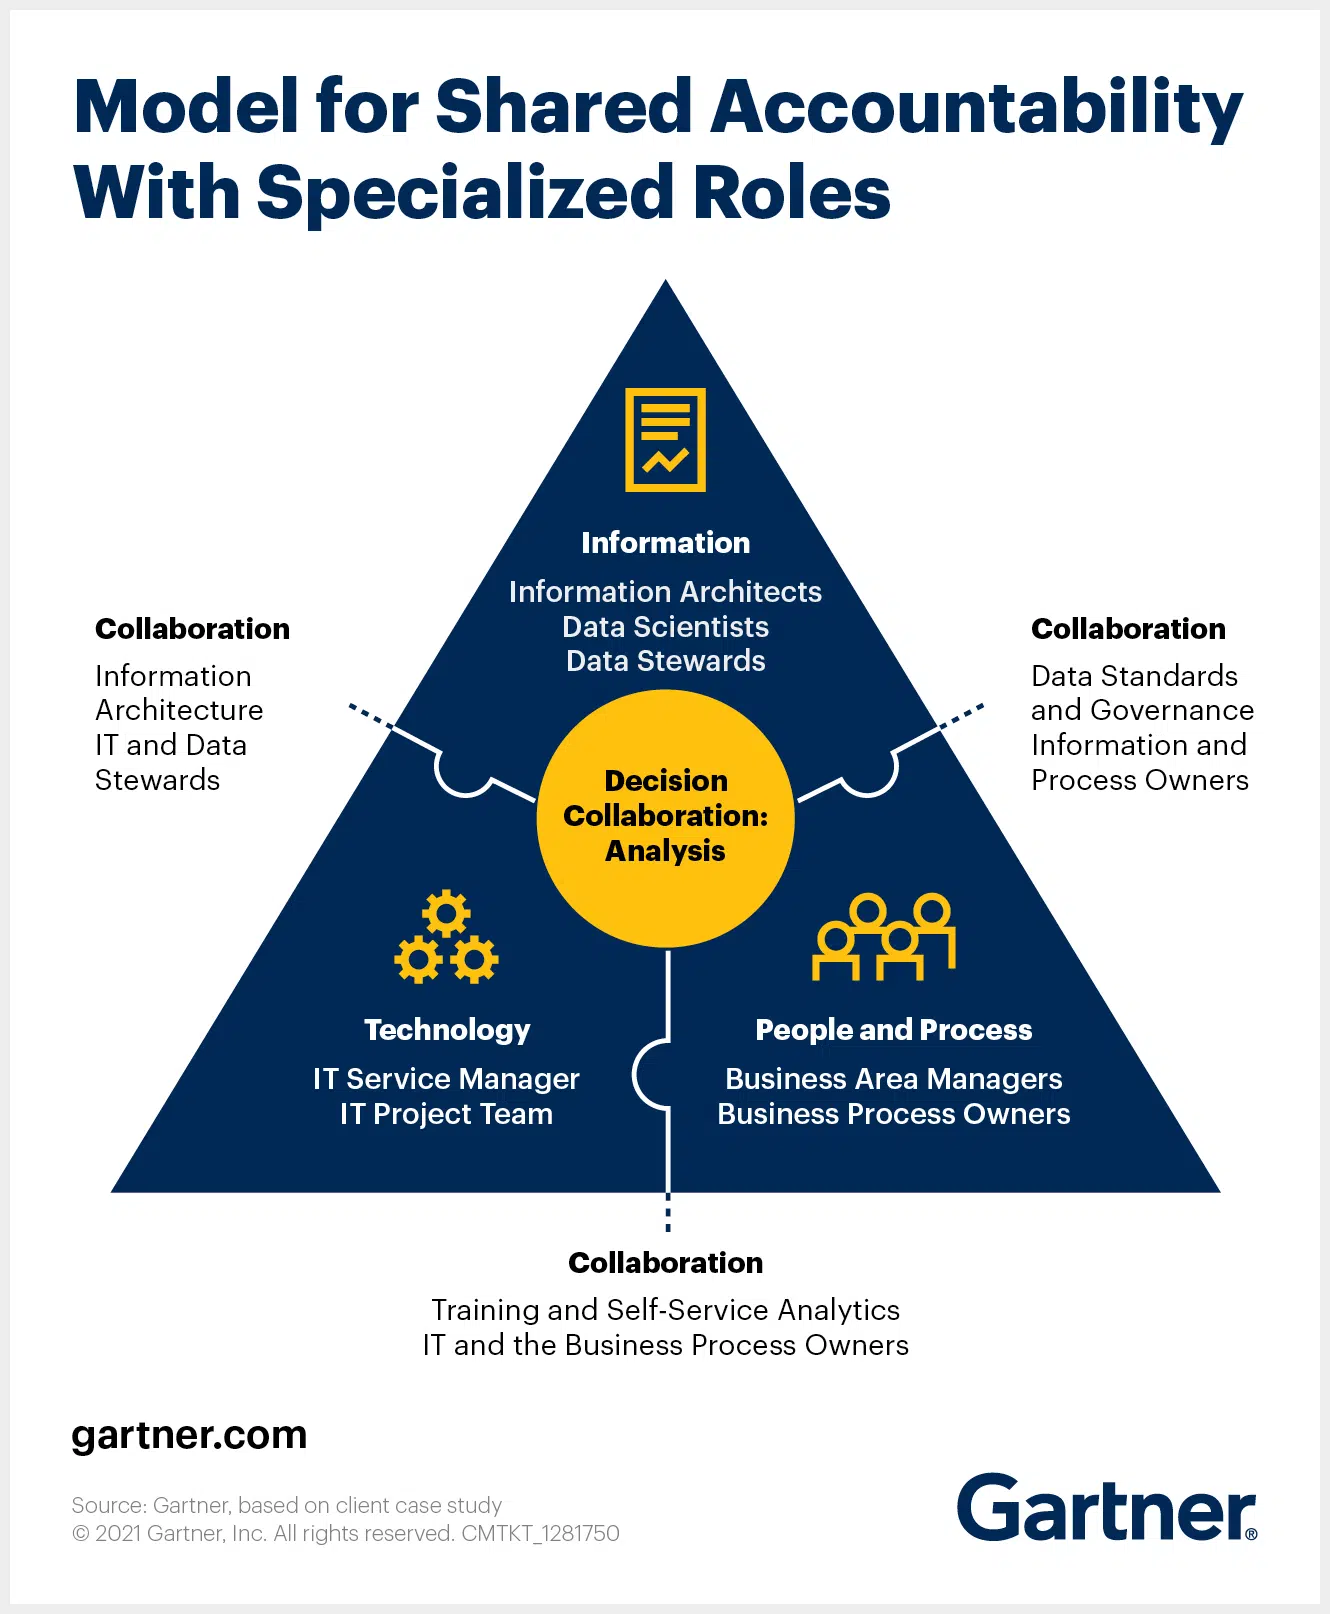 Model for Shared Accountability
With Specialized Roles
Information
Information Architects
Data Scientists
Data Stewards
Collaboration
Information
Architecture
IT and Data
Stewards
Collaboration
Data Standards
and Governance
Information and
Process Owners
Decision
Collaboration:
Analysis
Technology
IT Service Manager
IT Project Team
People and Process
Business Area Managers
Business Process Owners
Collaboration
Training and Self-Service Analytics
IT and the Business Process Owners
gartner.com
Source: Gartner, based on client case study
© 2021 Gartner, Inc. All rights reserved. CMTKT_1281750
Gartner®